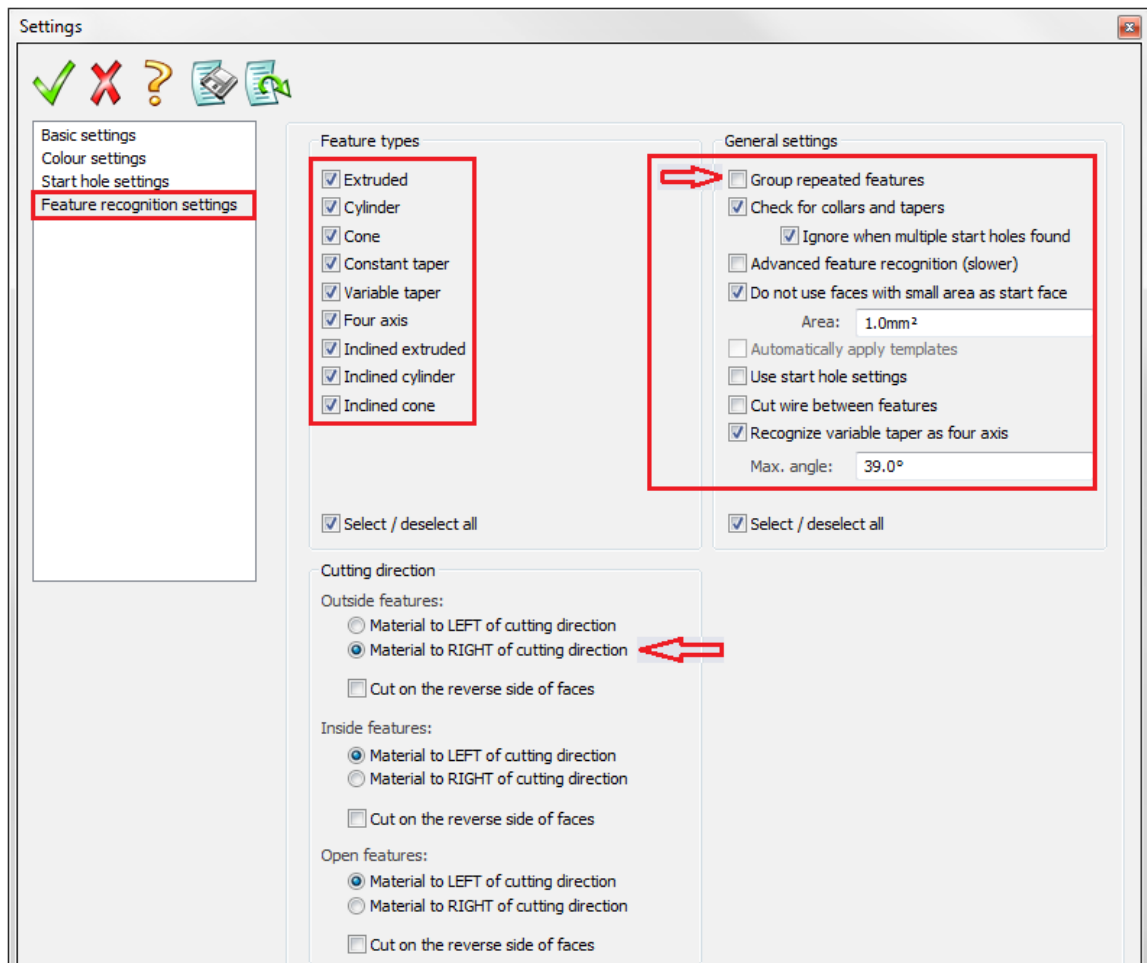 Settings
Basic settings
Colour settings
Start hole settings
Feature recognition settings
Feature types
Extruded
Cylinder
Cone
Constant taper
Variable taper
Four axis
Inclined extruded
Inclined cylinder
Inclined cone
Select / deselect all
General settings
Group repeated features
Check for collars and tapers
Ignore when multiple start holes found
Advanced feature recognition (slower)
Do not use faces with small area as start face
Area: 1.0mm²
Automatically apply templates
Use start hole settings
Cut wire between features
Recognize variable taper as four axis
Max. angle: 39.0°
Select / deselect all
Cutting direction
Outside features:
Material to LEFT of cutting direction
Material to RIGHT of cutting direction
Cut on the reverse side of faces
Inside features:
Material to LEFT of cutting direction
Material to RIGHT of cutting direction
Cut on the reverse side of faces
Open features:
Material to LEFT of cutting direction
Material to RIGHT of cutting direction
Cut on the reverse side of faces